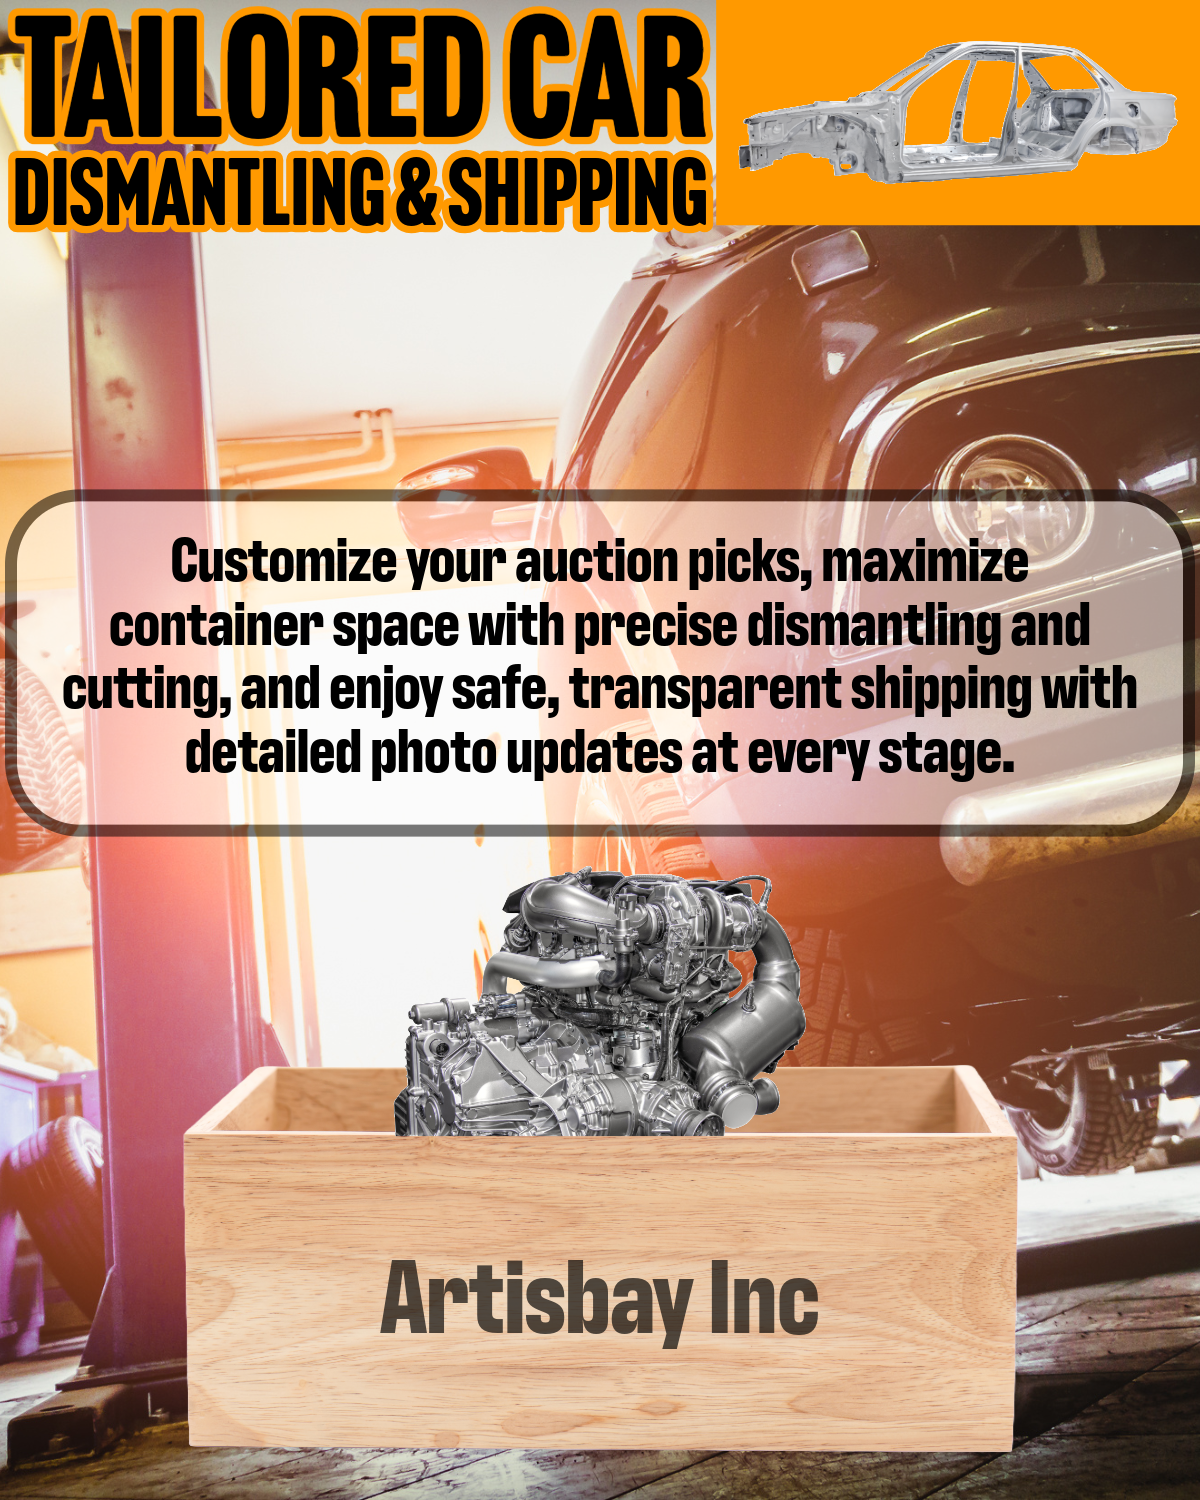 TAILORED CAR
DISMANTLING & SHIPPING
Customize your auction picks, maximize
container space with precise dismantling and
cutting, and enjoy safe, transparent shipping with
detailed photo updates at every stage.
Artisbay Inc